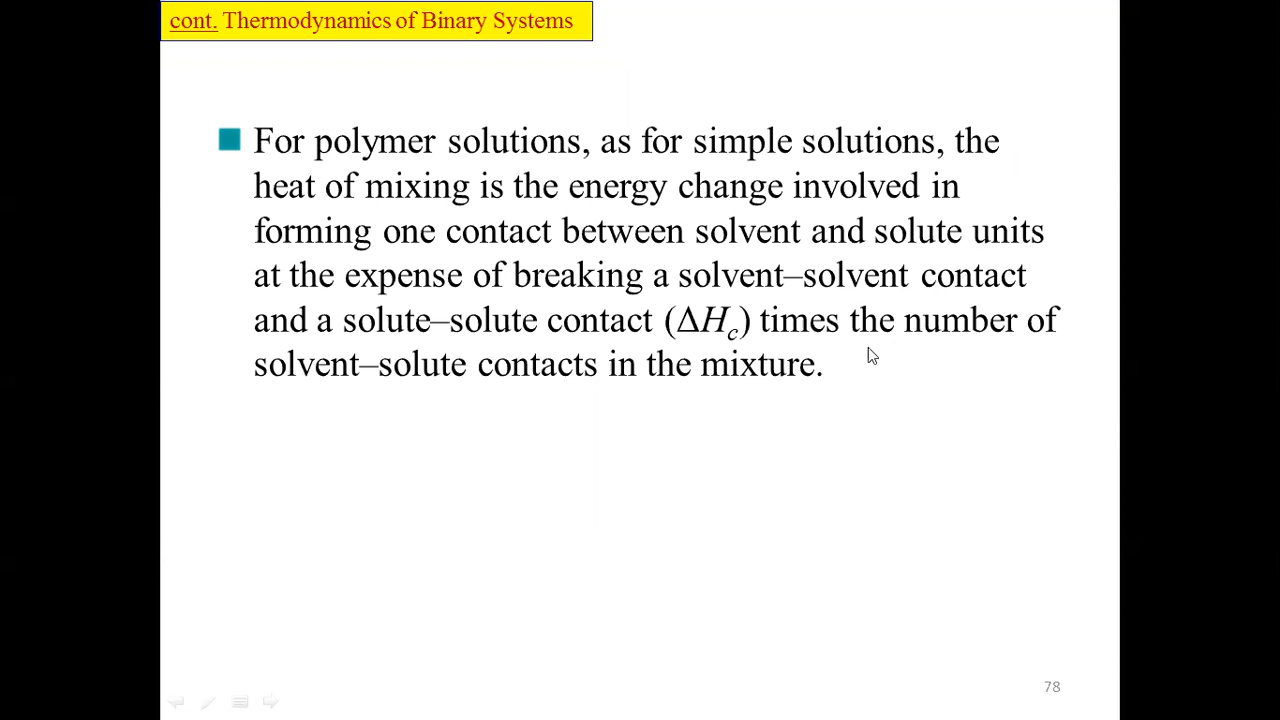 cont. Thermodynamics of Binary Systems
For polymer solutions, as for simple solutions, the
heat of mixing is the energy change involved in
forming one contact between solvent and solute units
at the expense of breaking a solvent–solvent contact
and a solute–solute contact (ΔHc) times the number of
solvent–solute contacts in the mixture.
78